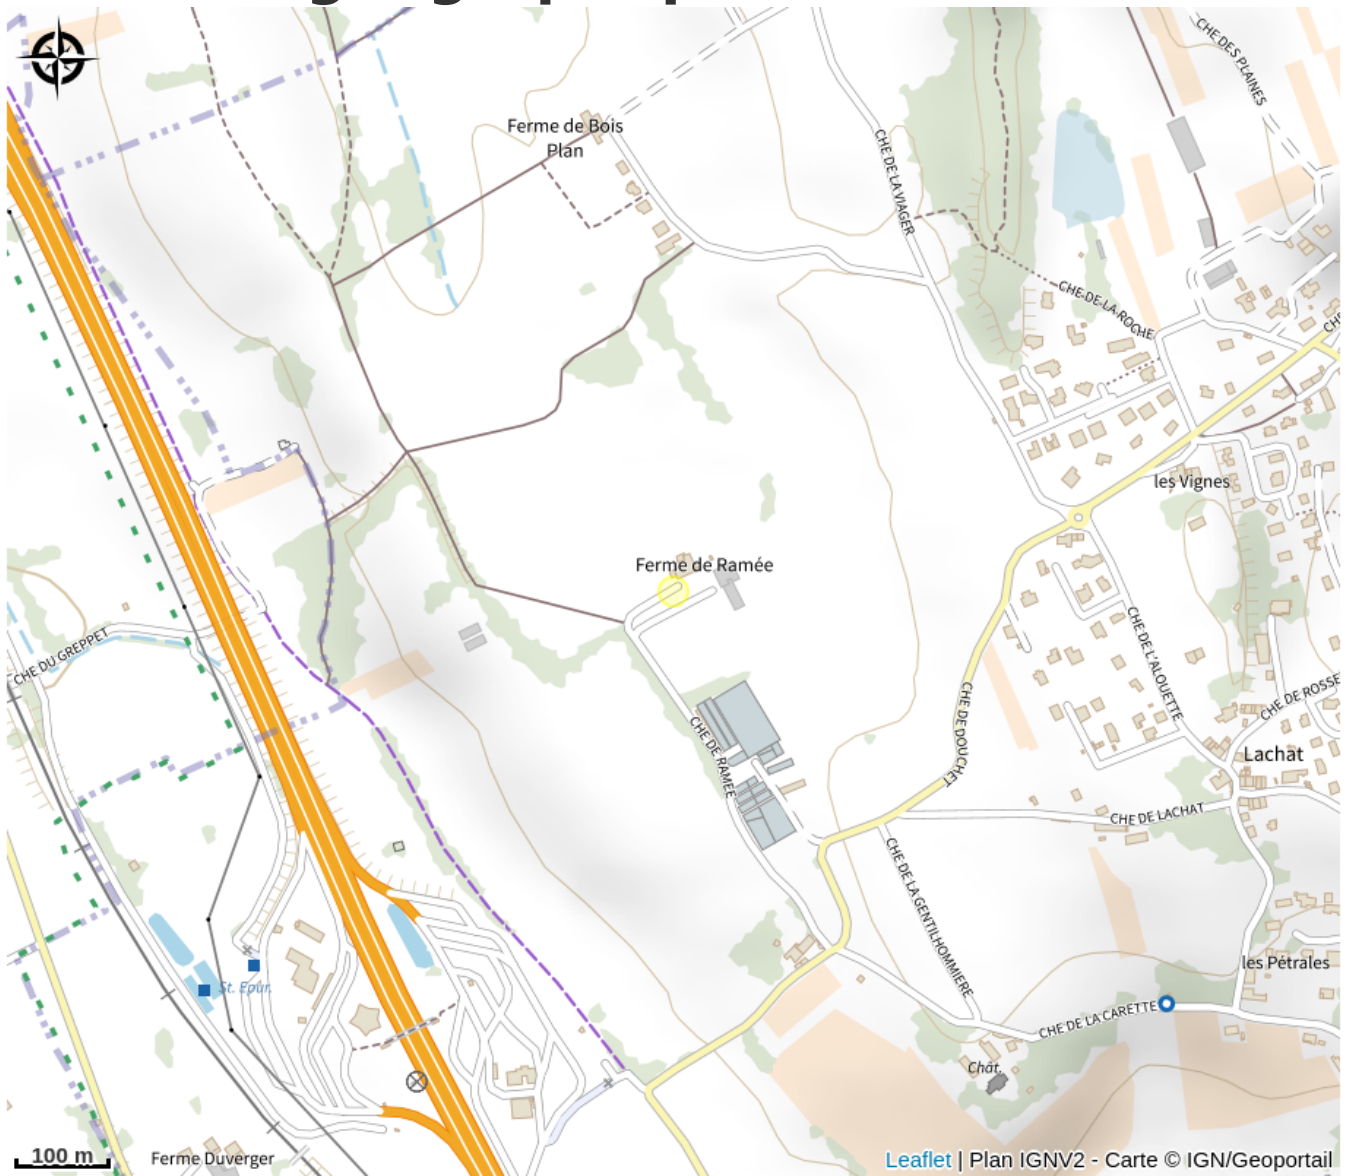 CHE DES PLAINES
Ferme de Bois
Plan
CHE DE LA VIAGER
CHE DE LA ROCHE
CHE
les Vignes
Ferme de Ramée
CHE DE L'ALOUETTE
CHE DU GREPPET
CHE DE ROSSE
CHE DE DOUCHET
CHE DE RAMEE
Lachat
CHE DE LACHAT
CHE DE LA GENTILHOMMIERE
les Pétrales
St. Epur.
CHE DE LA CARETTE
Chât.
100 m
Ferme Duverger
Leaflet | Plan IGNV2 - Carte © IGN/Geoportail